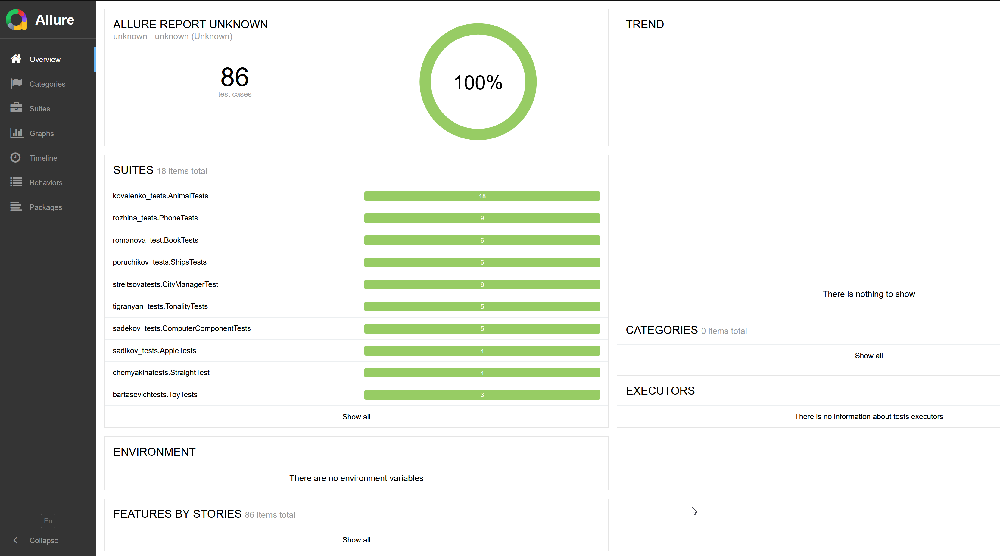 Allure
Overview
Categories
Suites
Graphs
Timeline
Behaviors
Packages
En
Collapse
ALLURE REPORT UNKNOWN
unknown - unknown (Unknown)
86
test cases
100%
SUITES 18 items total
kovalenko_tests.AnimalTests 18
rozhina_tests.PhoneTests 9
romanova_test.BookTests 6
poruchikov_tests.ShipsTests 6
streltsovatests.CityManagerTest 6
tigranyan_tests.TonalityTests 5
sadekov_tests.ComputerComponentTests 5
sadikov_tests.AppleTests 4
chemyakinatests.StraightTest 4
bartasevichtests.ToyTests 3
Show all
ENVIRONMENT
There are no environment variables
FEATURES BY STORIES 86 items total
Show all
TREND
There is nothing to show
CATEGORIES 0 items total
Show all
EXECUTORS
There is no information about tests executors